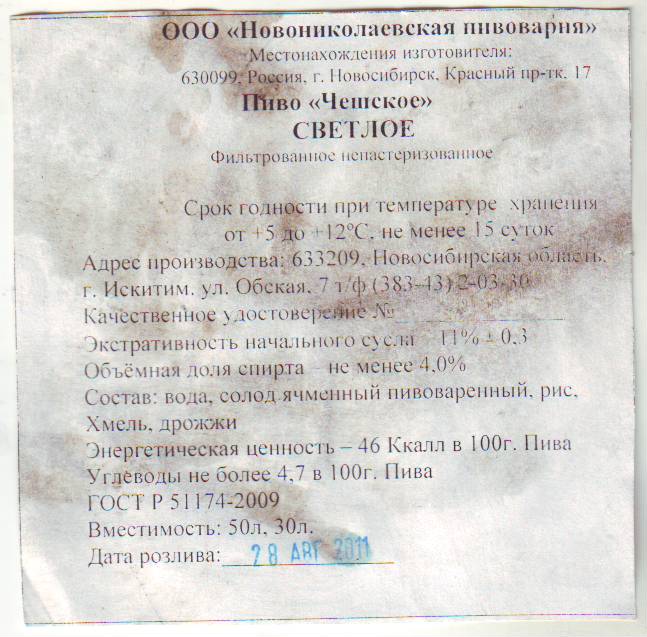 ООО «Новониколаевская пивоварня»
Местонахождения изготовителя:
630099, Россия, г. Новосибирск, Красный пр-тк. 17
Пиво «Чешское»
СВЕТЛОЕ
Фильтрованное непастеризованное
Срок годности при температуре хранения
от +5 до +12°С, не менее 15 суток
Адрес производства: 633209, Новосибирская область,
г. Искитим. ул. Обская, 7 т/ф (383-43) 2-03-30
Качественное удостоверение №
Экстративность начального сусла – 11% ± 0,3
Объёмная доля спирта – не менее 4,0%
Состав: вода, солод ячменный пивоваренный, рис,
Хмель, дрожжи
Энергетическая ценность – 46 Ккалл в 100г. Пива
Углеводы не более 4,7 в 100г. Пива
ГОСТ Р 51174-2009
Вместимость: 50л, 30л.
Дата розлива: 28 АВГ 2011